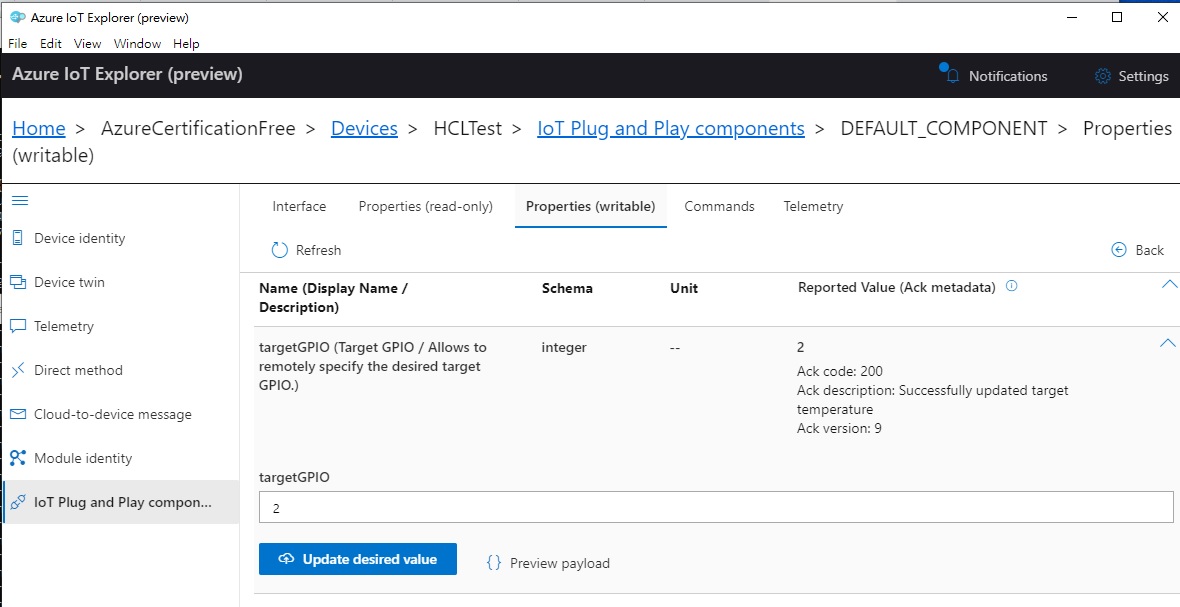 Azure IoT Explorer (preview)
File Edit View Window Help
Azure IoT Explorer (preview)
Notifications
Settings
Home > AzureCertificationFree > Devices > HCLTest > IoT Plug and Play components > DEFAULT_COMPONENT > Properties
(writable)
Device identity
Device twin
Telemetry
Direct method
Cloud-to-device message
Module identity
IoT Plug and Play compon...
Interface Properties (read-only) Properties (writable) Commands Telemetry
Refresh
Back
Name (Display Name /
Description)
Schema
Unit
Reported Value (Ack metadata)
targetGPIO (Target GPIO / Allows to
remotely specify the desired target
GPIO.)
integer
--
2
Ack code: 200
Ack description: Successfully updated target
temperature
Ack version: 9
targetGPIO
2
Update desired value
{} Preview payload